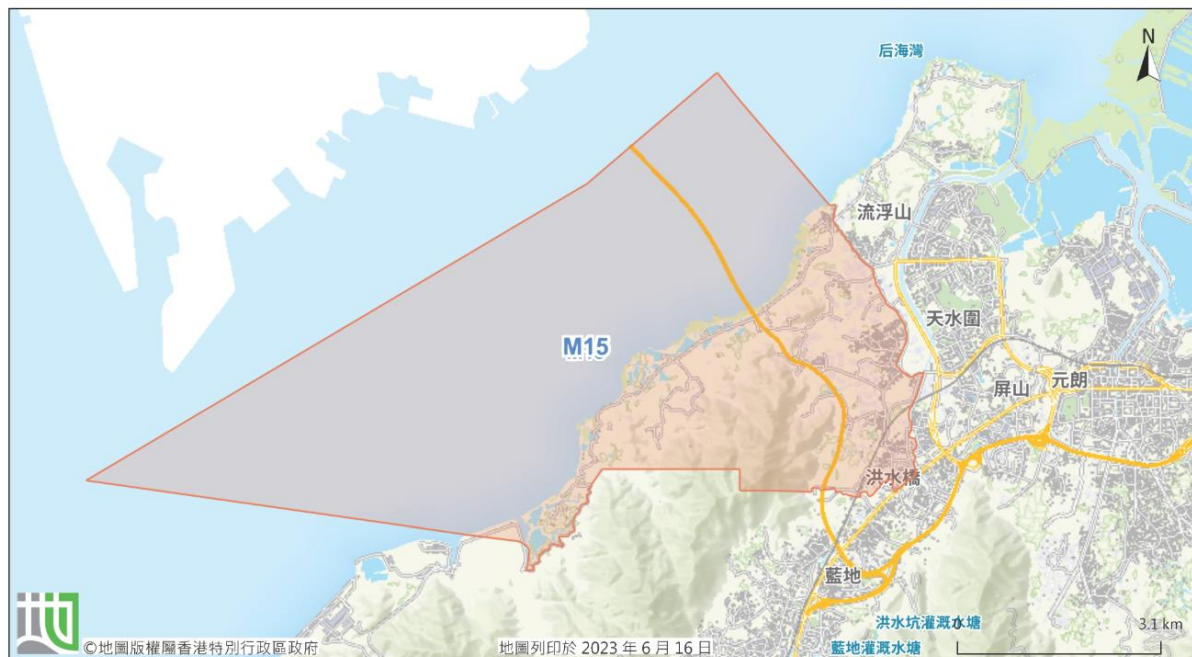 后海灣
N
流浮山
天水圍
M15
元朗
屏山
洪水橋
藍地
洪水坑灌溉水塘
0
3.1 km
©地圖版權屬香港特別行政區政府
地圖列印於 2023 年 6 月 16 日
藍地灌溉水塘